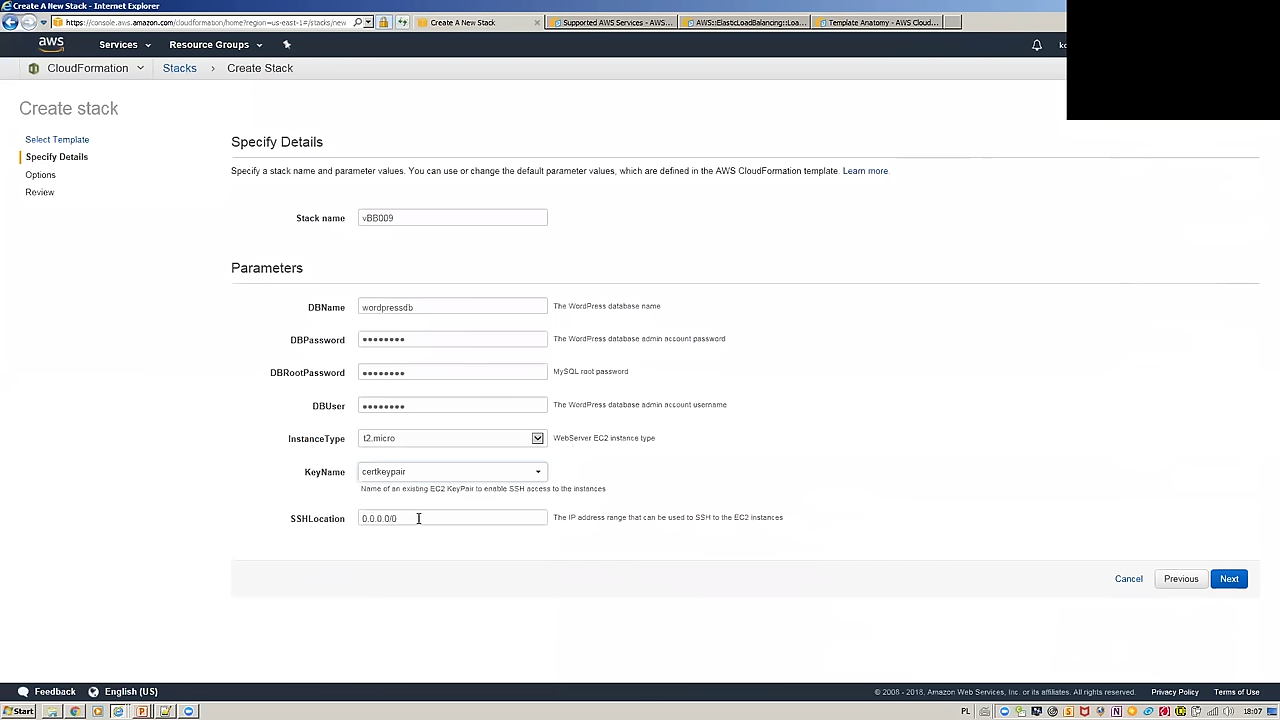 Create A New Stack - Internet Explorer
https://console.aws.amazon.com/cloudformation/home?region=us-east-1#/stacks/new
Create A New Stack
Supported AWS Services - AWS...
AWS::ElasticLoadBalancing::Loa...
Template Anatomy - AWS Cloud...
aws
Services
Resource Groups
CloudFormation
Stacks
Create Stack
Create stack
Select Template
Specify Details
Options
Review
Specify Details
Specify a stack name and parameter values. You can use or change the default parameter values, which are defined in the AWS CloudFormation template. Learn more.
Stack name vBB009
Parameters
DBName wordpressdb The WordPress database name
DBPassword •••••••• The WordPress database admin account password
DBRootPassword •••••••• MySQL root password
DBUser •••••••• The WordPress database admin account username
InstanceType t2.micro WebServer EC2 instance type
KeyName certkeypair
Name of an existing EC2 KeyPair to enable SSH access to the instances
SSHLocation 0.0.0.0/0 The IP address range that can be used to SSH to the EC2 instances
Cancel Previous Next
Feedback English (US) © 2008 - 2018, Amazon Web Services, Inc. or its affiliates. All rights reserved. Privacy Policy Terms of Use
Start PL 18:07